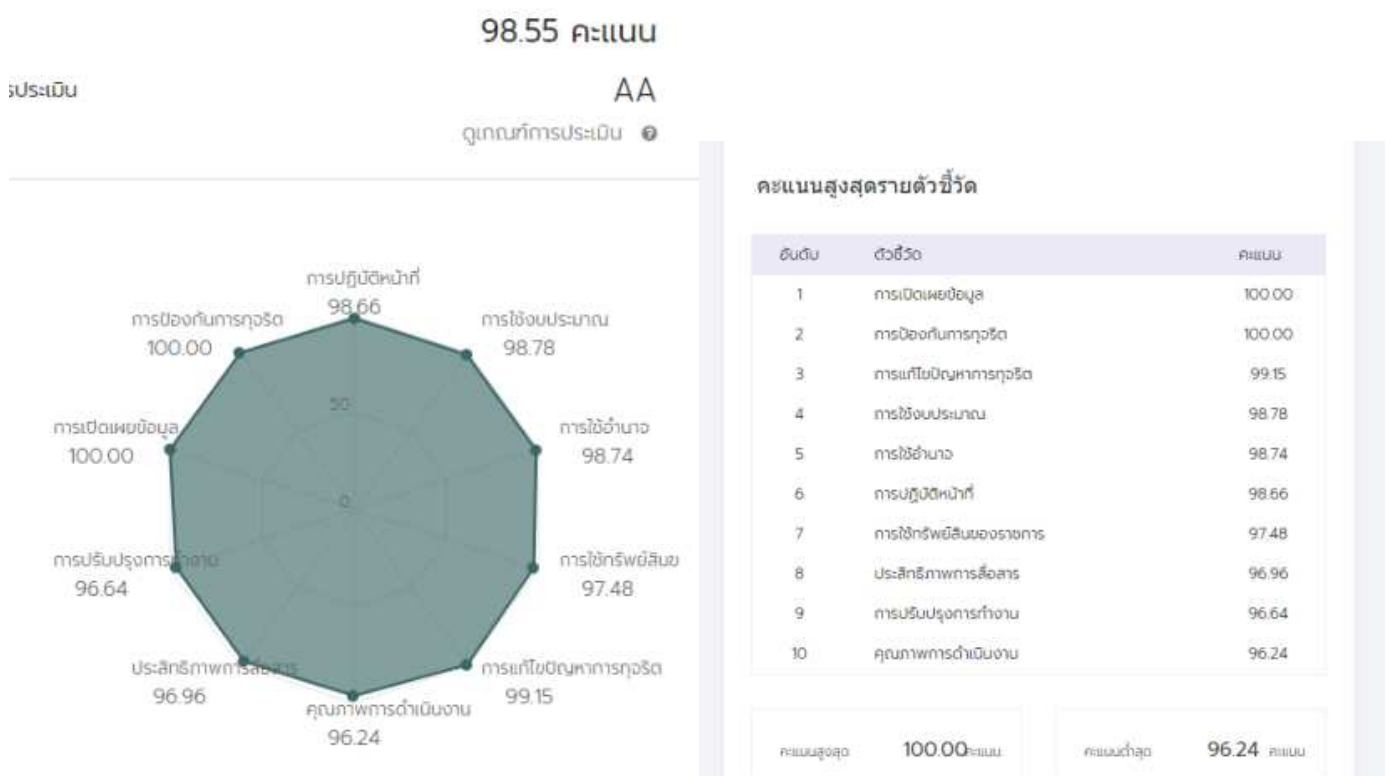 98.55 คะแนน
รประเมิน
AA
ดูเกณฑ์การประเมิน
การปฏิบัติหน้าที่
98.66
การป้องกันการทุจริต
100.00
การใช้งบประมาณ
98.78
50
การเปิดเผยข้อมูล
100.00
การใช้อำนาจ
98.74
0
การปรับปรุงการทำงาน
96.64
การใช้ทรัพย์สินข
97.48
ประสิทธิภาพการสื่อสาร
96.96
การแก้ไขปัญหาการทุจริต
99.15
คุณภาพการดำเนินงาน
96.24
คะแนนสูงสุดรายตัวชี้วัด
อันดับ ตัวชี้วัด คะแนน
1 การเปิดเผยข้อมูล 100.00
2 การป้องกันการทุจริต 100.00
3 การแก้ไขปัญหาการทุจริต 99.15
4 การใช้งบประมาณ 98.78
5 การใช้อำนาจ 98.74
6 การปฏิบัติหน้าที่ 98.66
7 การใช้ทรัพย์สินของราชการ 97.48
8 ประสิทธิภาพการสื่อสาร 96.96
9 การปรับปรุงการทำงาน 96.64
10 คุณภาพการดำเนินงาน 96.24
คะแนนสูงสุด 100.00 คะแนน คะแนนต่ำสุด 96.24 คะแนน